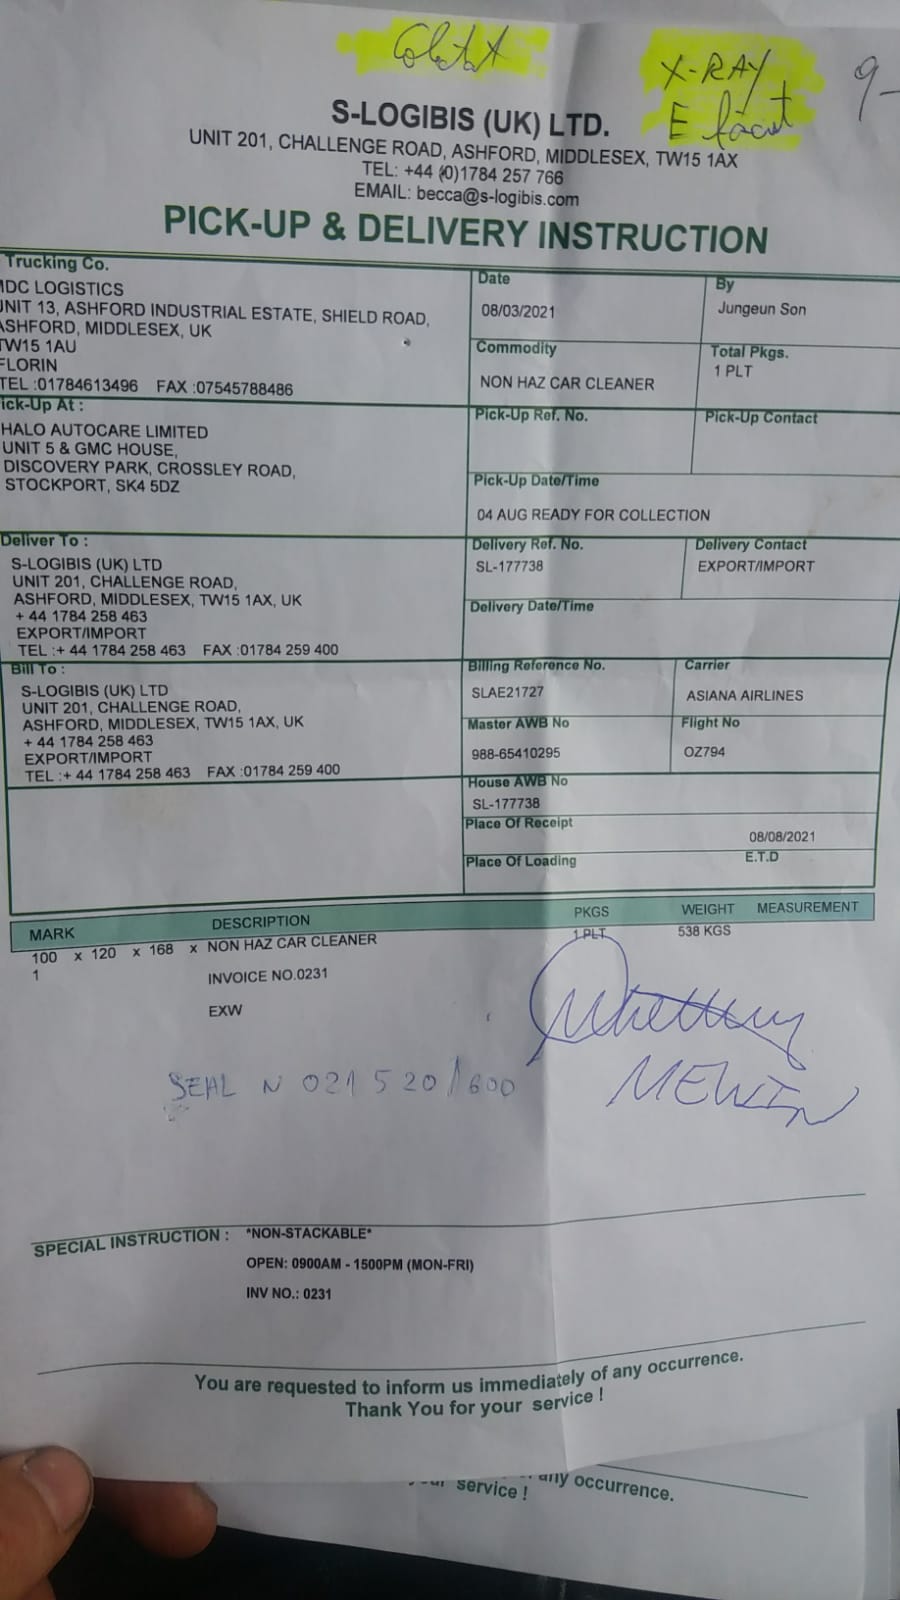 X-RAY
E facut
9-
S-LOGIBIS (UK) LTD.
UNIT 201, CHALLENGE ROAD, ASHFORD, MIDDLESEX, TW15 1AX
TEL: +44 (0)1784 257 766
EMAIL: becca@s-logibis.com
PICK-UP & DELIVERY INSTRUCTION
Trucking Co.
MDC LOGISTICS
UNIT 13, ASHFORD INDUSTRIAL ESTATE, SHIELD ROAD,
ASHFORD, MIDDLESEX, UK
TW15 1AU
FLORIN
TEL :01784613496 FAX :07545788486
Date
08/03/2021
By
Jungeun Son
Commodity
NON HAZ CAR CLEANER
Total Pkgs.
1 PLT
Pick-Up At :
HALO AUTOCARE LIMITED
UNIT 5 & GMC HOUSE,
DISCOVERY PARK, CROSSLEY ROAD,
STOCKPORT, SK4 5DZ
Pick-Up Ref. No.
Pick-Up Contact
Pick-Up Date/Time
04 AUG READY FOR COLLECTION
Deliver To :
S-LOGIBIS (UK) LTD
UNIT 201, CHALLENGE ROAD,
ASHFORD, MIDDLESEX, TW15 1AX, UK
+ 44 1784 258 463
EXPORT/IMPORT
TEL :+ 44 1784 258 463 FAX :01784 259 400
Delivery Ref. No.
SL-177738
Delivery Contact
EXPORT/IMPORT
Delivery Date/Time
Bill To :
S-LOGIBIS (UK) LTD
UNIT 201, CHALLENGE ROAD,
ASHFORD, MIDDLESEX, TW15 1AX, UK
+ 44 1784 258 463
EXPORT/IMPORT
TEL :+ 44 1784 258 463 FAX :01784 259 400
Billing Reference No.
SLAE21727
Carrier
ASIANA AIRLINES
Master AWB No
988-65410295
Flight No
OZ794
House AWB No
SL-177738
Place Of Receipt
08/08/2021
Place Of Loading
E.T.D
MARK DESCRIPTION PKGS WEIGHT MEASUREMENT
100 x 120 x 168 x NON HAZ CAR CLEANER 1 PLT 538 KGS
1
INVOICE NO.0231
EXW
SEAL N 021520/600
SPECIAL INSTRUCTION : *NON-STACKABLE*
OPEN: 0900AM - 1500PM (MON-FRI)
INV NO.: 0231
You are requested to inform us immediately of any occurrence.
Thank You for your service !
any occurrence.
service !